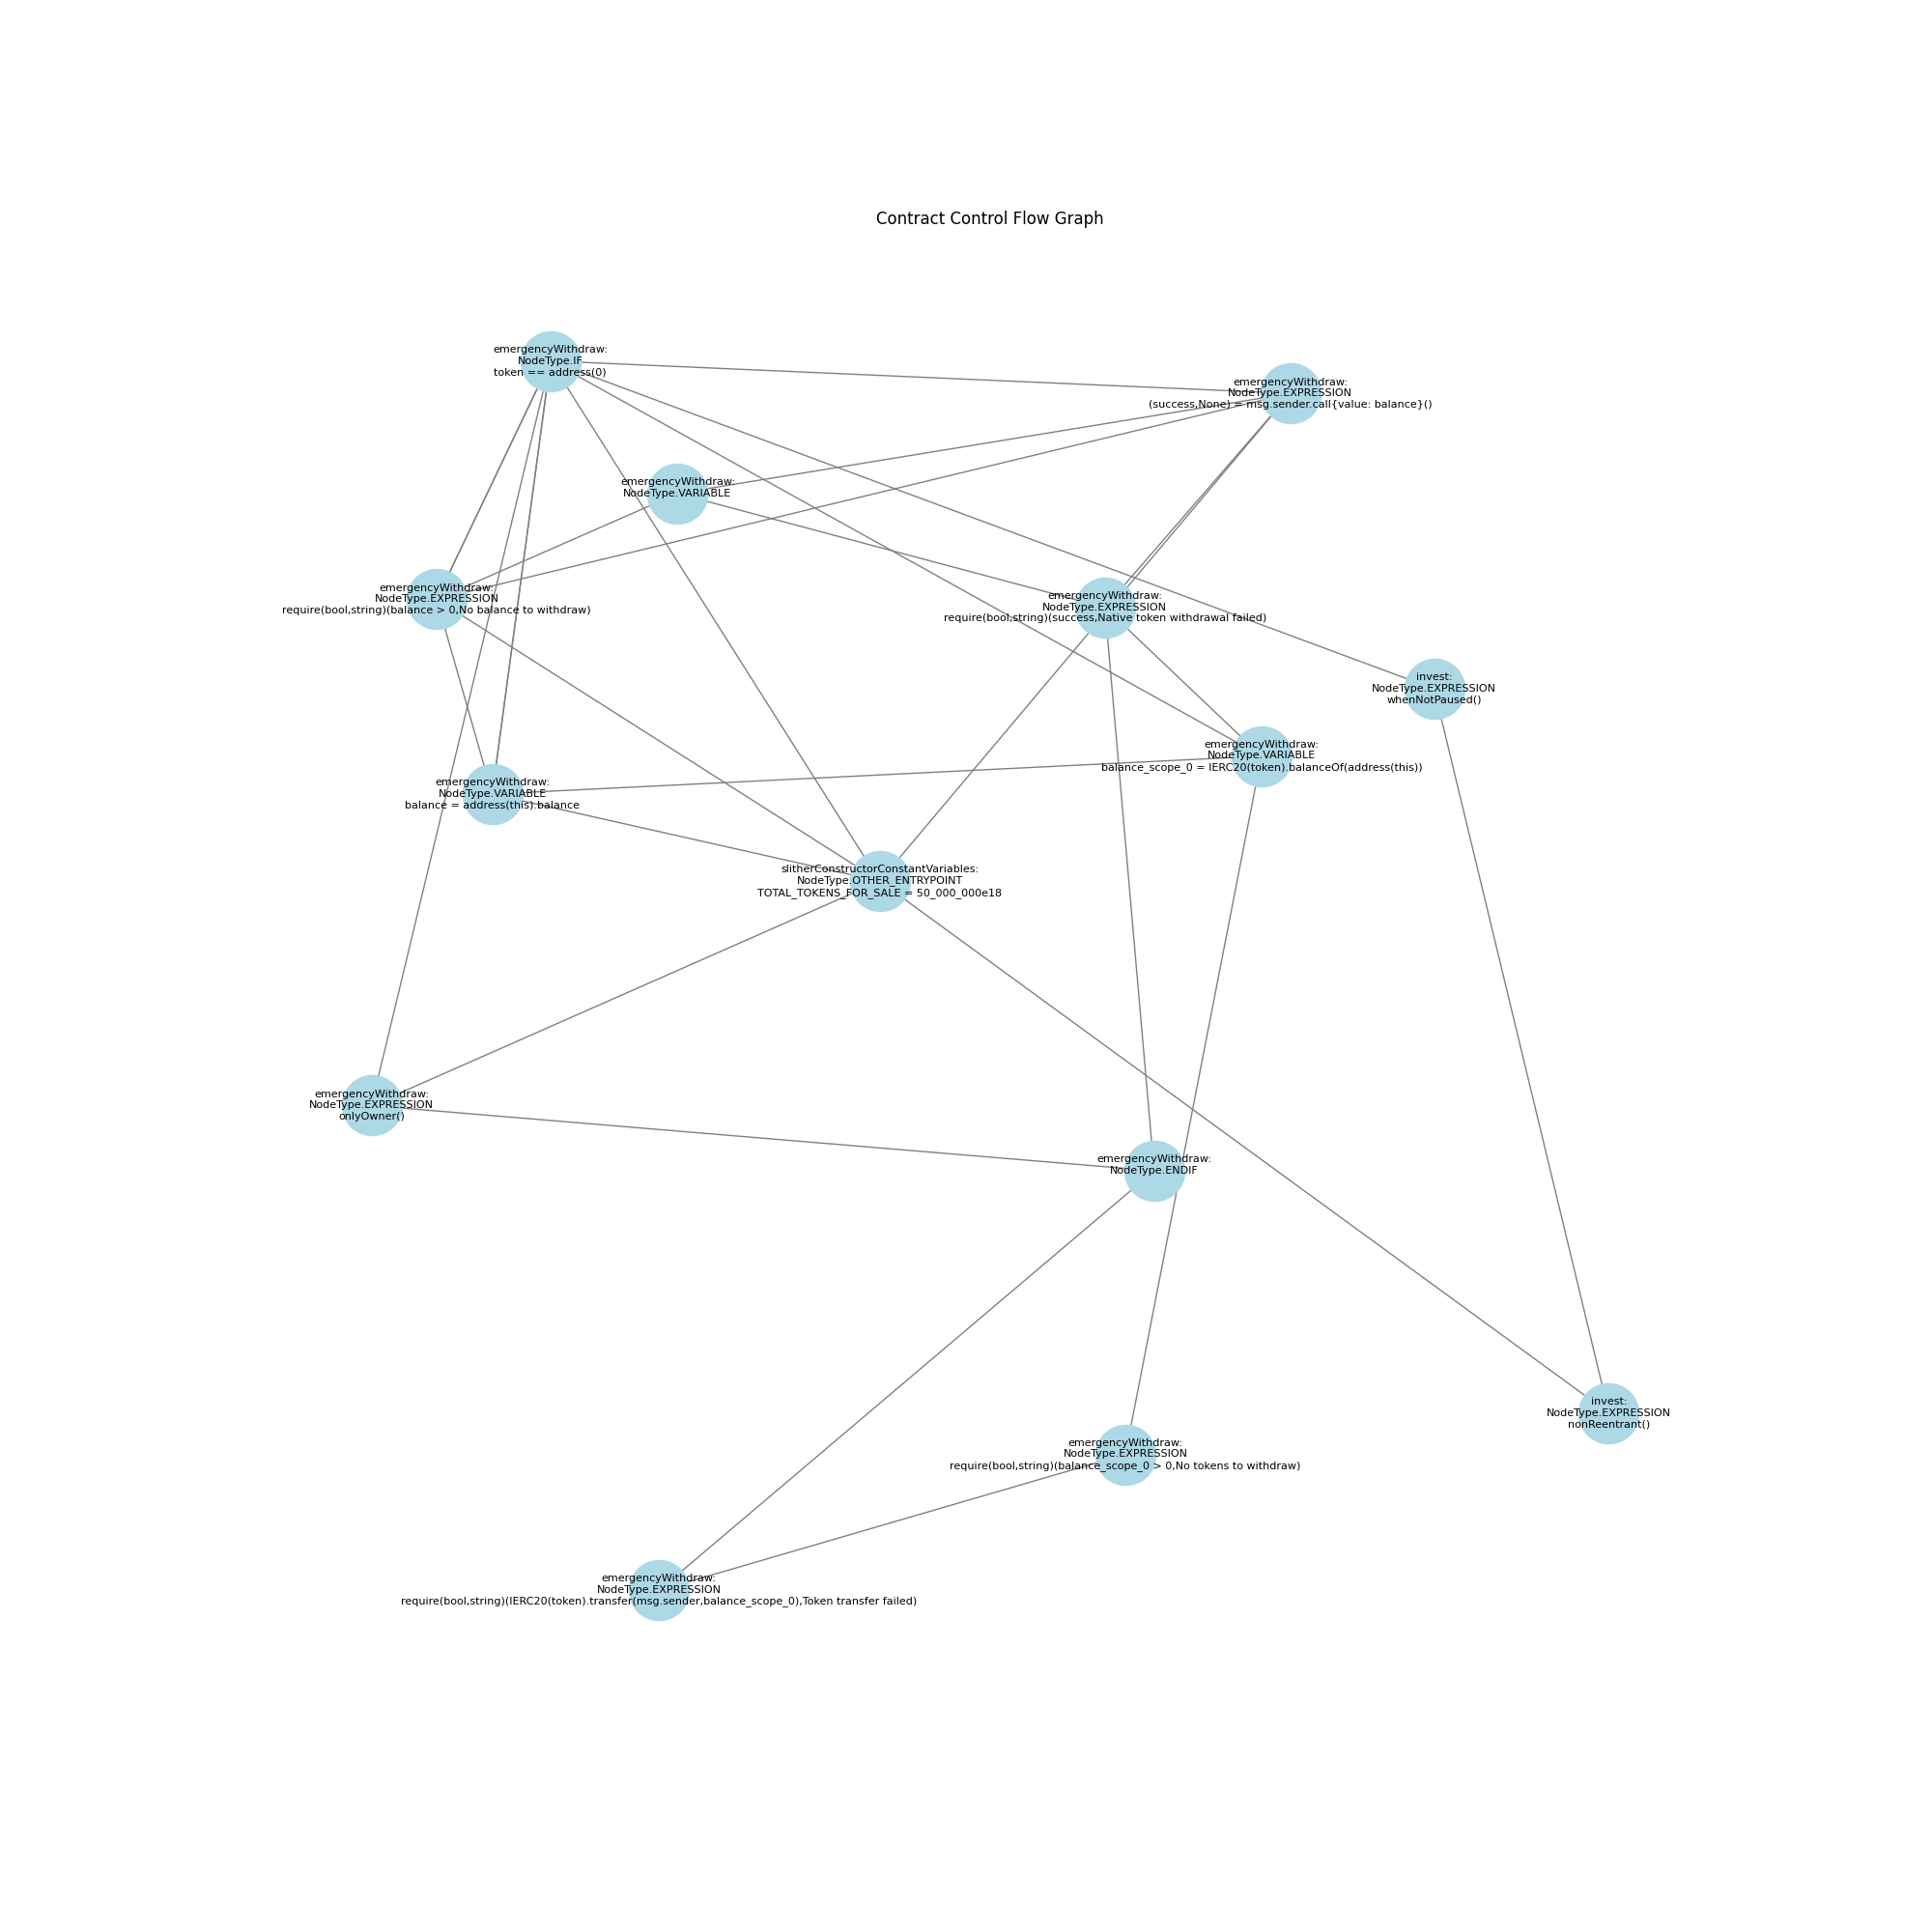 Contract Control Flow Graph
emergencyWithdraw:
NodeType.IF
token == address(0)
emergencyWithdraw:
NodeType.EXPRESSION
(success,None) = msg.sender.call{value: balance}()
emergencyWithdraw:
NodeType.VARIABLE
emergencyWithdraw:
NodeType.EXPRESSION
require(bool,string)(balance > 0,No balance to withdraw)
emergencyWithdraw:
NodeType.EXPRESSION
require(bool,string)(success,Native token withdrawal failed)
invest:
NodeType.EXPRESSION
whenNotPaused()
emergencyWithdraw:
NodeType.VARIABLE
balance_scope_0 = IERC20(token).balanceOf(address(this))
emergencyWithdraw:
NodeType.VARIABLE
balance = address(this).balance
slitherConstructorConstantVariables:
NodeType.OTHER_ENTRYPOINT
TOTAL_TOKENS_FOR_SALE = 50_000_000e18
emergencyWithdraw:
NodeType.EXPRESSION
onlyOwner()
emergencyWithdraw:
NodeType.ENDIF
invest:
NodeType.EXPRESSION
nonReentrant()
emergencyWithdraw:
NodeType.EXPRESSION
require(bool,string)(balance_scope_0 > 0,No tokens to withdraw)
emergencyWithdraw:
NodeType.EXPRESSION
require(bool,string)(IERC20(token).transfer(msg.sender,balance_scope_0),Token transfer failed)